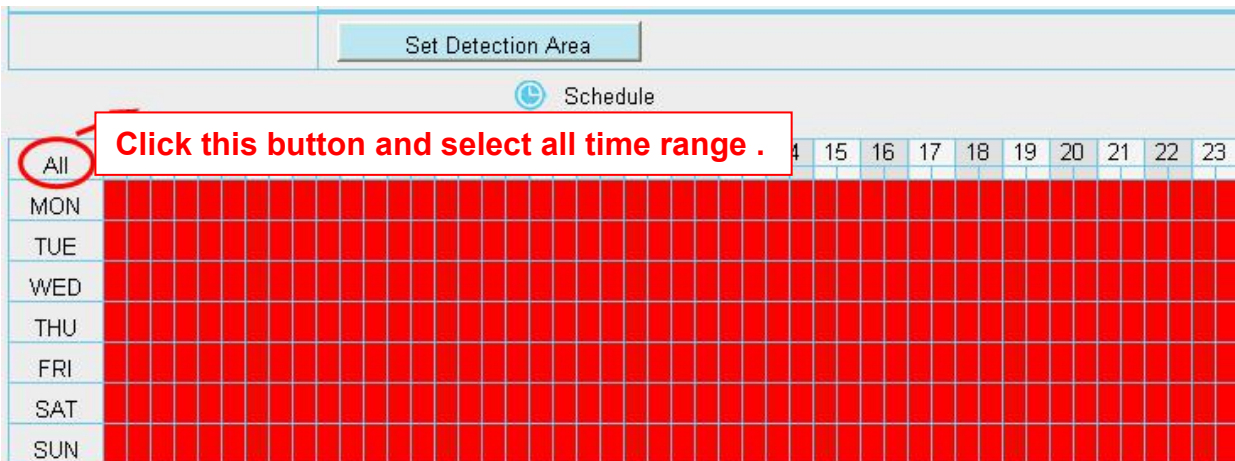 Set Detection Area
Schedule
Click this button and select all time range .
All 4 15 16 17 18 19 20 21 22 23
MON
TUE
WED
THU
FRI
SAT
SUN